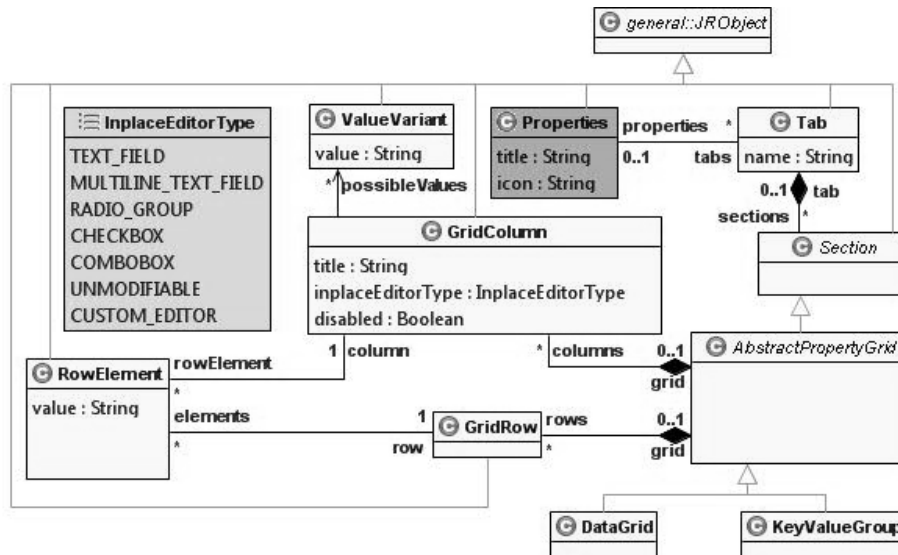 general::JRObject
InplaceEditorType
TEXT_FIELD
MULTILINE_TEXT_FIELD
RADIO_GROUP
CHECKBOX
COMBOBOX
UNMODIFIABLE
CUSTOM_EDITOR
C ValueVariant
value : String
* possibleValues
C Properties
title : String
icon : String
properties *
0..1 tabs
C Tab
name : String
0..1 tab
sections *
C Section
C GridColumn
title : String
inplaceEditorType : InplaceEditorType
disabled : Boolean
1 column
* columns 0..1
grid
C AbstractPropertyGrid
C RowElement
value : String
rowElement
*
elements 1
* row
C GridRow
rows 0..1
* grid
C DataGrid
C KeyValueGroup